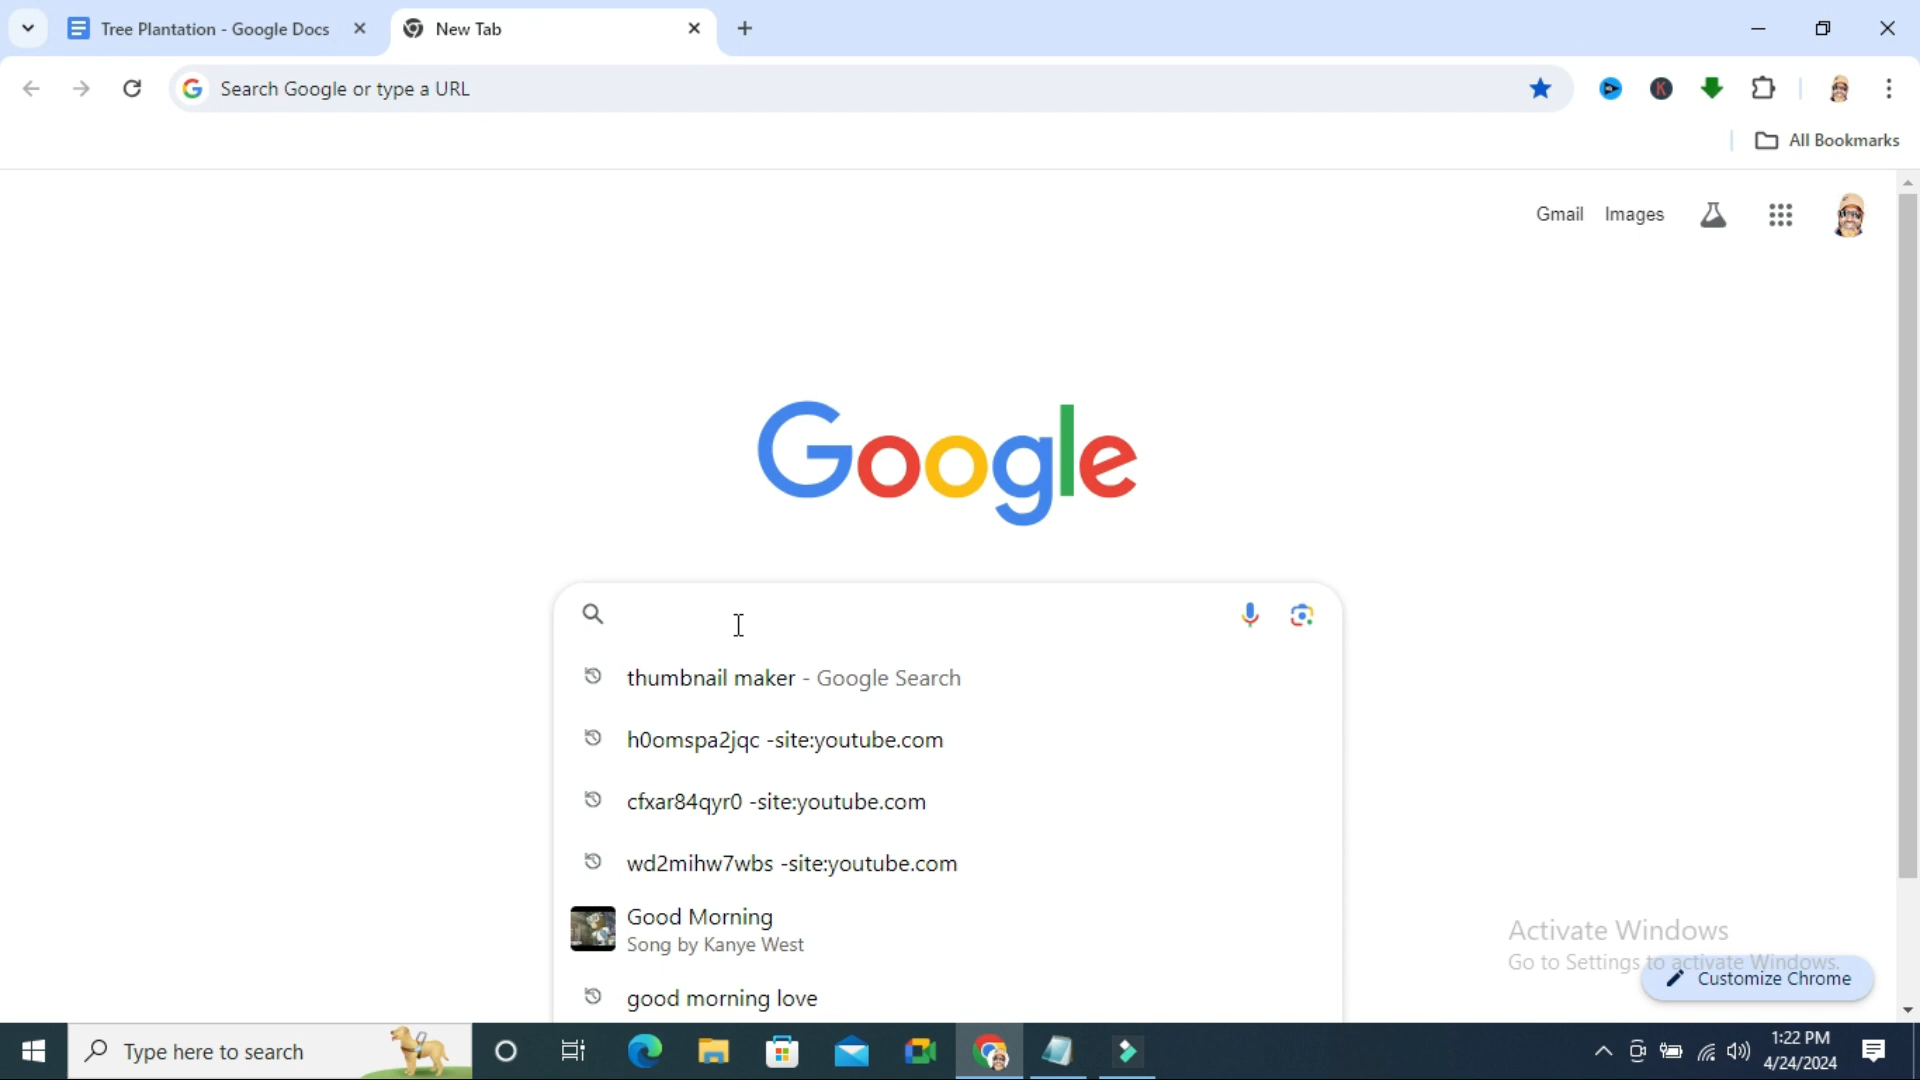 Tree Plantation - Google Docs
New Tab
Search Google or type a URL
All Bookmarks
Gmail Images
Google
thumbnail maker - Google Search
h0omspa2jqc -site:youtube.com
cfxar84qyr0 -site:youtube.com
wd2mihw7wbs -site:youtube.com
Good Morning
Song by Kanye West
good morning love
Activate Windows
Go to Settings to activate Windows.
Customize Chrome
Type here to search
1:22 PM
4/24/2024